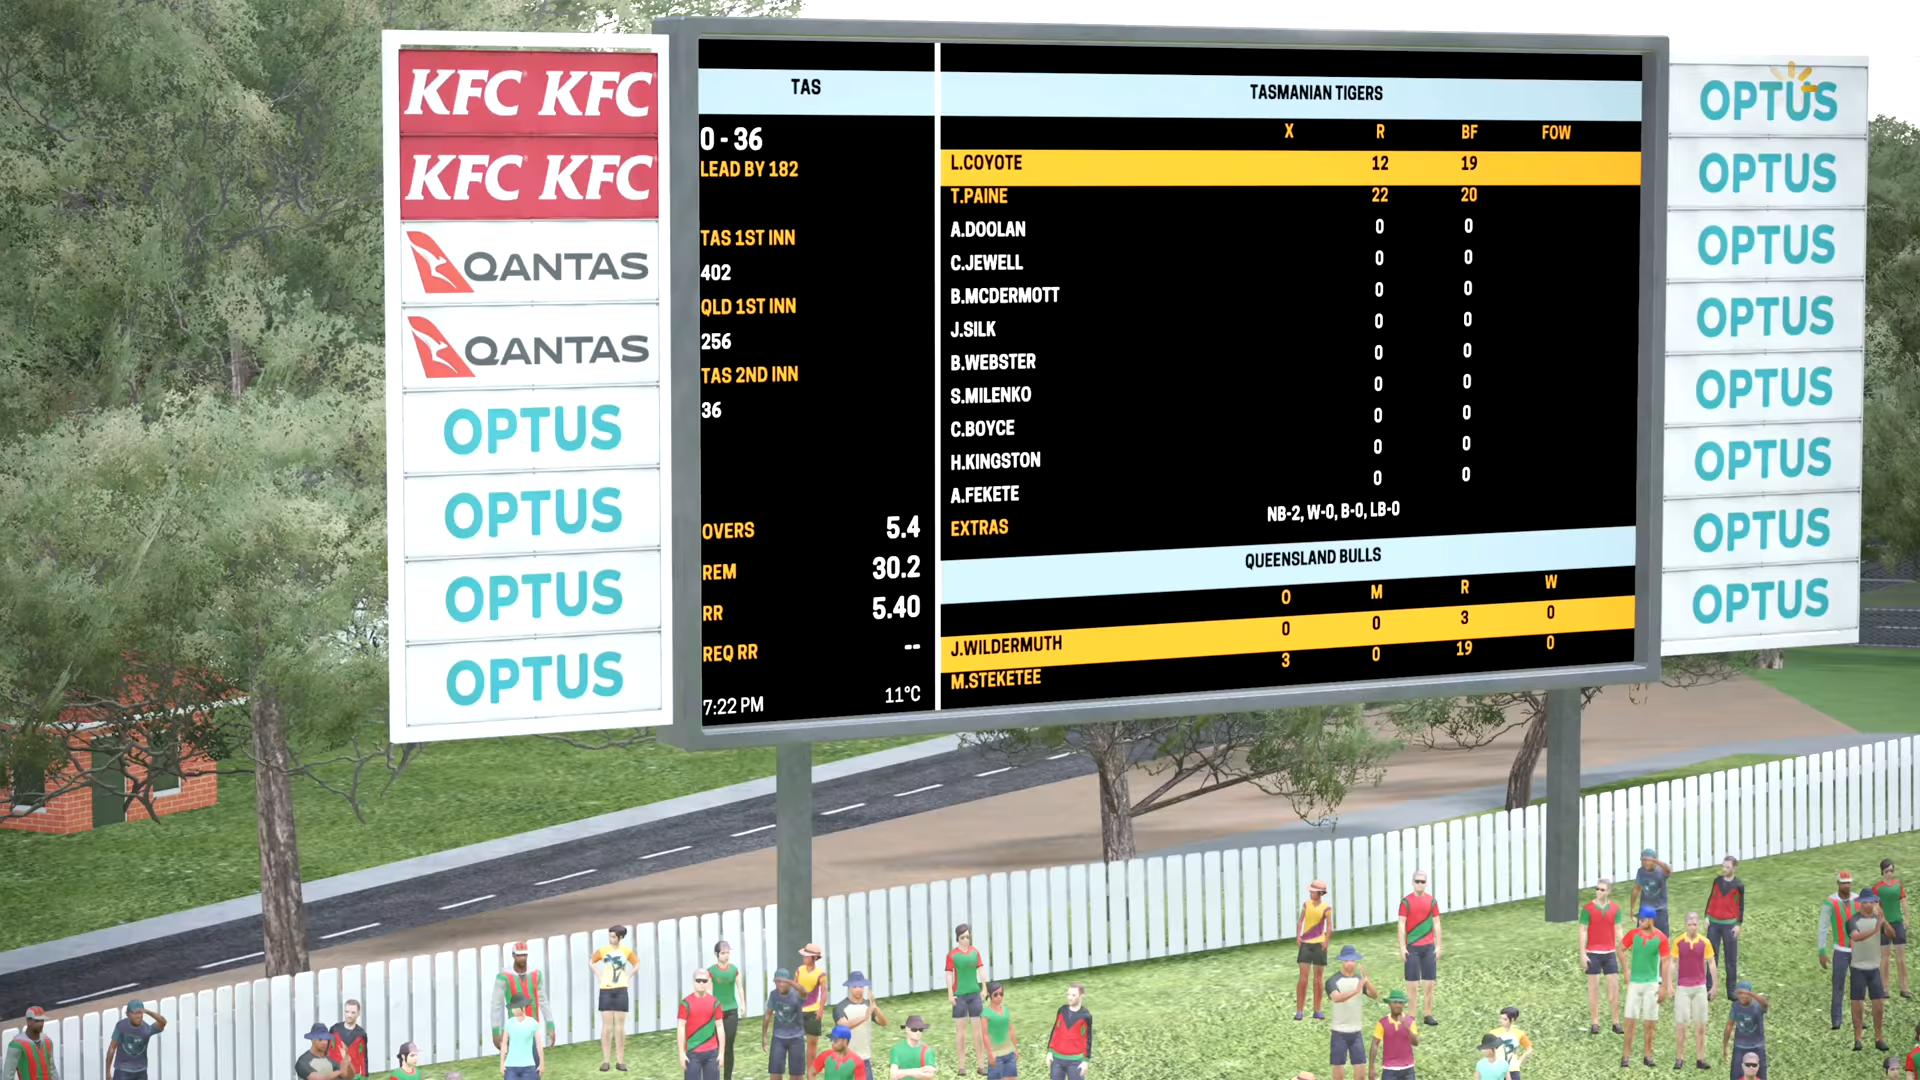 KFC KFC
KFC KFC
QANTAS
QANTAS
OPTUS
OPTUS
OPTUS
OPTUS
TAS
0 - 36
LEAD BY 182
TAS 1ST INN
402
QLD 1ST INN
256
TAS 2ND INN
36
OVERS 5.4
REM 30.2
RR 5.40
REQ RR --
7:22 PM 11°C
TASMANIAN TIGERS
X R BF FOW
L.COYOTE 12 19
T.PAINE 22 20
A.DOOLAN 0 0
C.JEWELL 0 0
B.MCDERMOTT 0 0
J.SILK 0 0
B.WEBSTER 0 0
S.MILENKO 0 0
C.BOYCE 0 0
H.KINGSTON 0 0
A.FEKETE 0 0
EXTRAS NB-2, W-0, B-0, LB-0
QUEENSLAND BULLS
O M R W
J.WILDERMUTH 0 0 3 0
M.STEKETEE 3 0 19 0
OPTUS
OPTUS
OPTUS
OPTUS
OPTUS
OPTUS
OPTUS
OPTUS